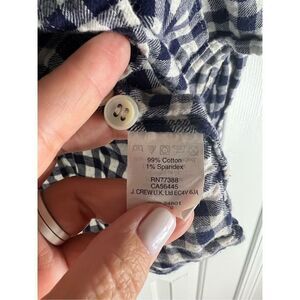 99% Cotton
1% Spandex
RN77388
CA56445
J. CREW U.K. Ltd EC4V 6JA